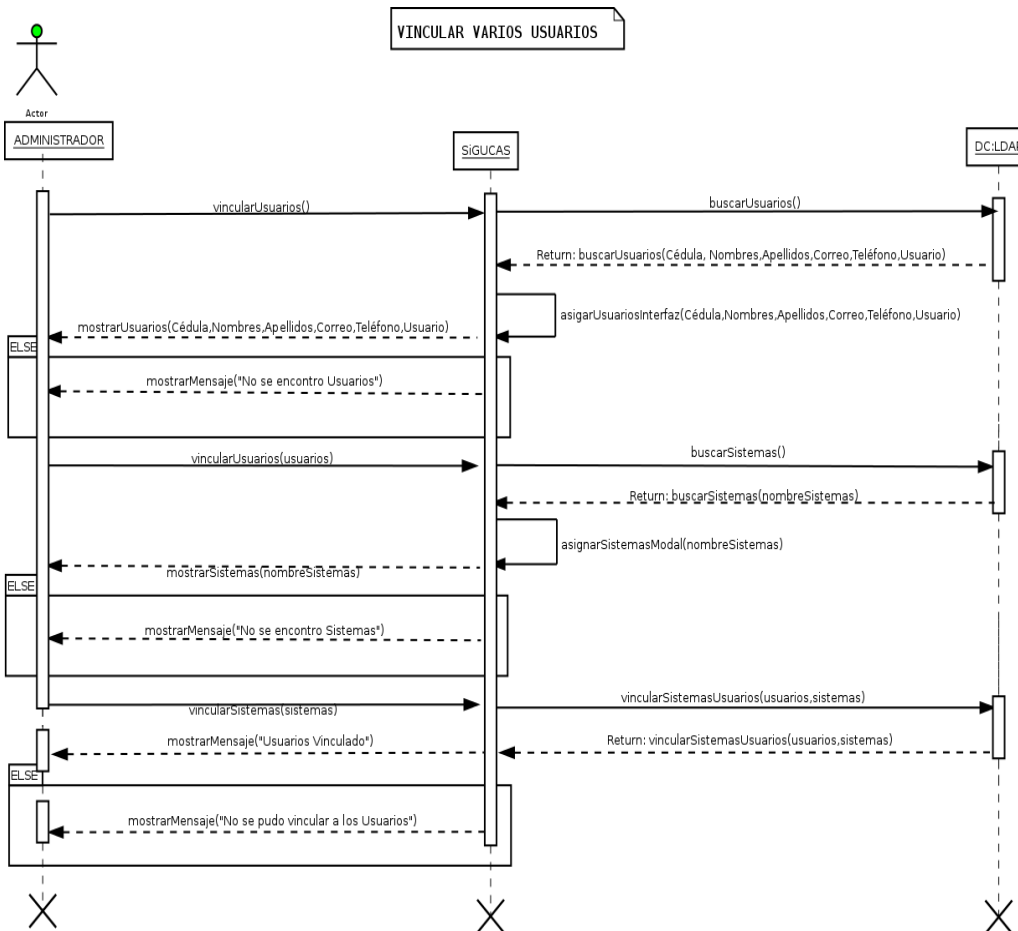 VINCULAR VARIOS USUARIOS
Actor
ADMINISTRADOR
SiGUCAS
DC:LDAP
vincularUsuarios()
buscarUsuarios()
Return: buscarUsuarios(Cédula, Nombres,Apellidos,Correo,Teléfono,Usuario)
asigarUsuariosInterfaz(Cédula,Nombres,Apellidos,Correo,Teléfono,Usuario)
mostrarUsuarios(Cédula,Nombres,Apellidos,Correo,Teléfono,Usuario)
ELSE
mostrarMensaje("No se encontro Usuarios")
vincularUsuarios(usuarios)
buscarSistemas()
Return: buscarSistemas(nombreSistemas)
asignarSistemasModal(nombreSistemas)
mostrarSistemas(nombreSistemas)
ELSE
mostrarMensaje("No se encontro Sistemas")
vincularSistemas(sistemas)
vincularSistemasUsuarios(usuarios,sistemas)
mostrarMensaje("Usuarios Vinculado")
Return: vincularSistemasUsuarios(usuarios,sistemas)
ELSE
mostrarMensaje("No se pudo vincular a los Usuarios")